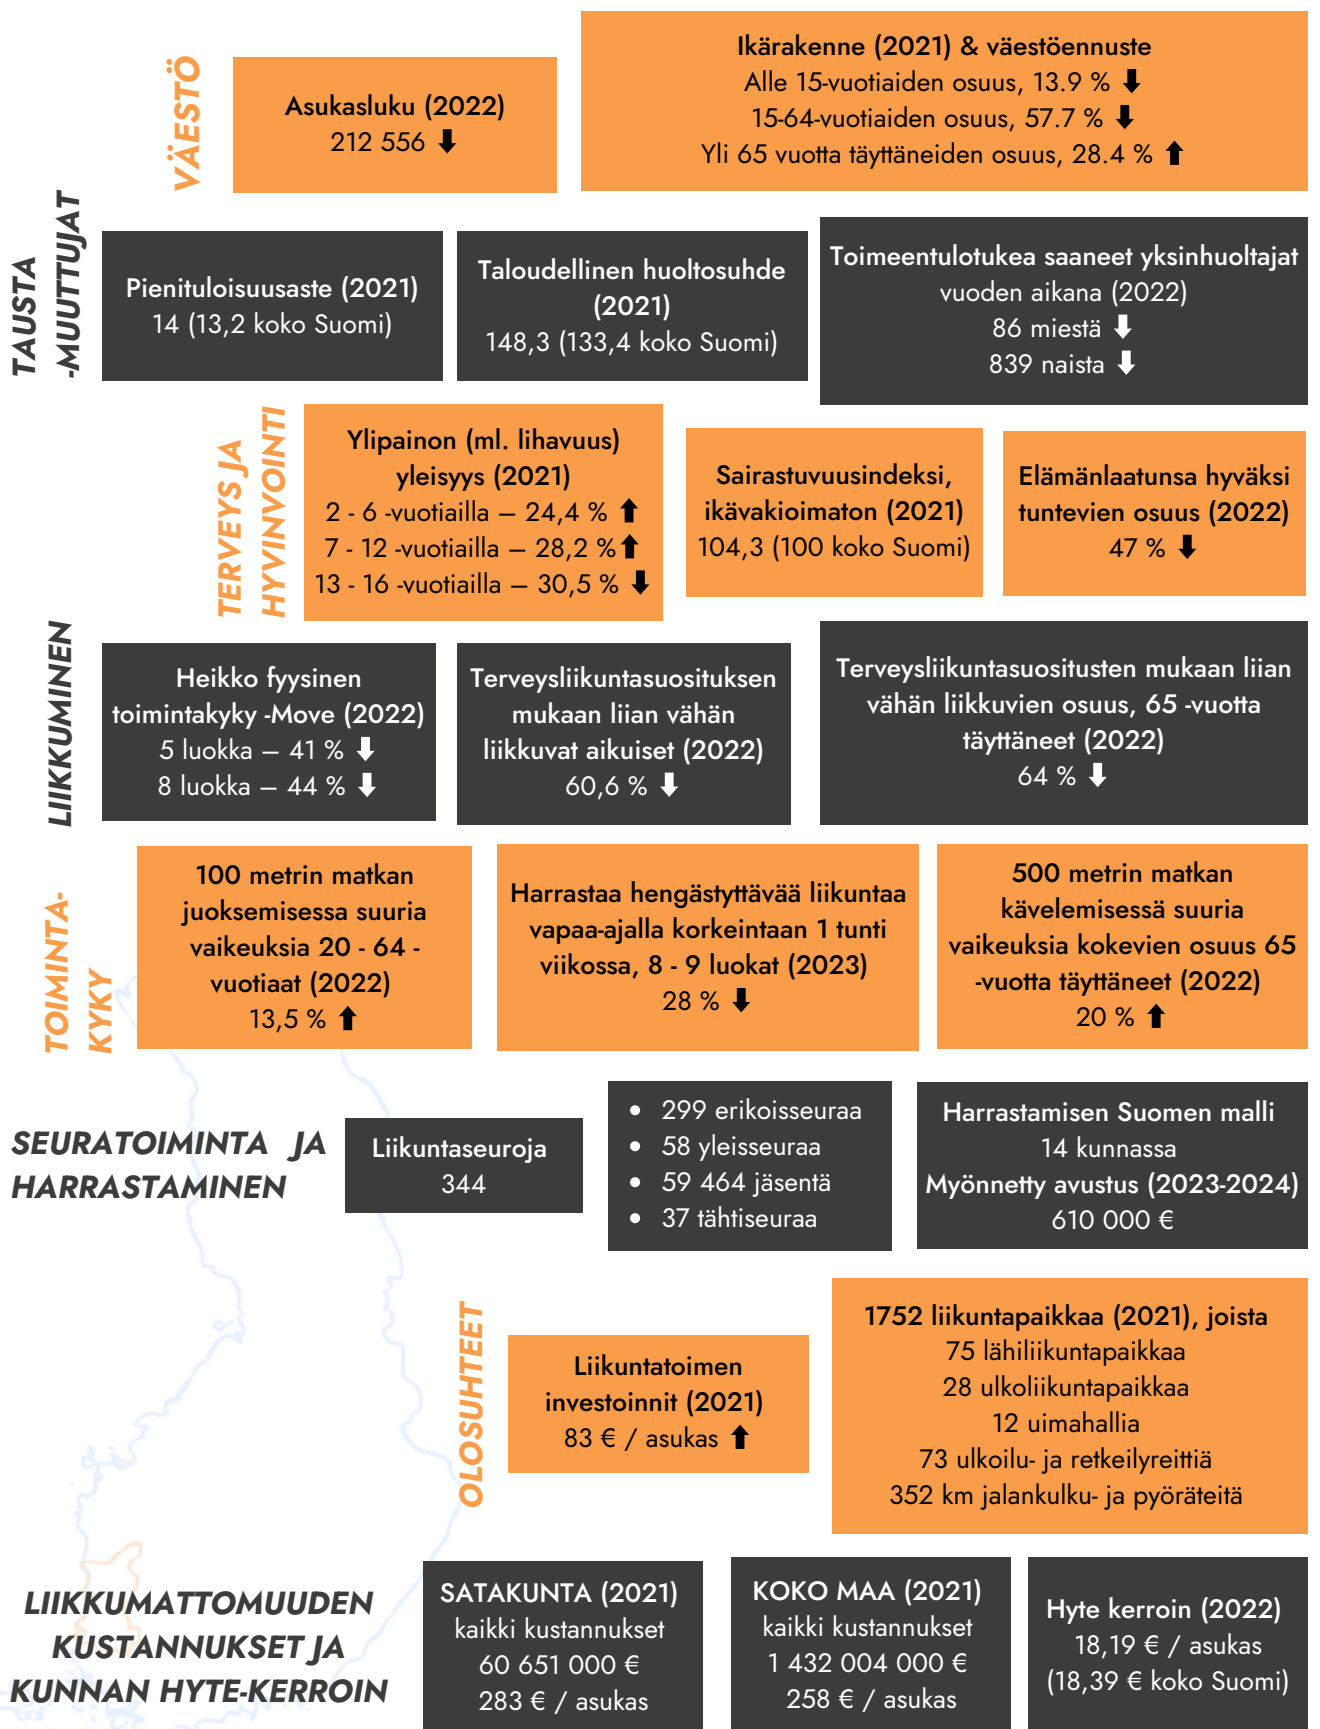 VÄESTÖ
Asukasluku (2022)
212 556
Ikärakenne (2021) & väestöennuste
Alle 15-vuotiaiden osuus, 13.9 %
15-64-vuotiaiden osuus, 57.7 %
Yli 65 vuotta täyttäneiden osuus, 28.4 %
TAUSTA
-MUUTTUJAT
Pienituloisuusaste (2021)
14 (13,2 koko Suomi)
Taloudellinen huoltosuhde
(2021)
148,3 (133,4 koko Suomi)
Toimeentulotukea saaneet yksinhuoltajat
vuoden aikana (2022)
86 miestä
839 naista
TERVEYS JA
HYVINVOINTI
Ylipainon (ml. lihavuus)
yleisyys (2021)
2 - 6 -vuotiailla – 24,4 %
7 - 12 -vuotiailla – 28,2 %
13 - 16 -vuotiailla – 30,5 %
Sairastuvuusindeksi,
ikävakioimaton (2021)
104,3 (100 koko Suomi)
Elämänlaatunsa hyväksi
tuntevien osuus (2022)
47 %
LIIKKUMINEN
Heikko fyysinen
toimintakyky -Move (2022)
5 luokka – 41 %
8 luokka – 44 %
Terveysliikuntasuosituksen
mukaan liian vähän
liikkuvat aikuiset (2022)
60,6 %
Terveysliikuntasuositusten mukaan liian
vähän liikkuvien osuus, 65 -vuotta
täyttäneet (2022)
64 %
TOIMINTA-
KYKY
100 metrin matkan
juoksemisessa suuria
vaikeuksia 20 - 64 -
vuotiaat (2022)
13,5 %
Harrastaa hengästyttävää liikuntaa
vapaa-ajalla korkeintaan 1 tunti
viikossa, 8 - 9 luokat (2023)
28 %
500 metrin matkan
kävelemisessä suuria
vaikeuksia kokevien osuus 65
-vuotta täyttäneet (2022)
20 %
SEURATOIMINTA JA
HARRASTAMINEN
Liikuntaseuroja
344
• 299 erikoisseuraa
• 58 yleisseuraa
• 59 464 jäsentä
• 37 tähtiseuraa
Harrastamisen Suomen malli
14 kunnassa
Myönnetty avustus (2023-2024)
610 000 €
OLOSUHTEET
Liikuntatoimen
investoinnit (2021)
83 € / asukas
1752 liikuntapaikkaa (2021), joista
75 lähiliikuntapaikkaa
28 ulkoliikuntapaikkaa
12 uimahallia
73 ulkoilu- ja retkeilyreittiä
352 km jalankulku- ja pyöräteitä
LIIKKUMATTOMUUDEN
KUSTANNUKSET JA
KUNNAN HYTE-KERROIN
SATAKUNTA (2021)
kaikki kustannukset
60 651 000 €
283 € / asukas
KOKO MAA (2021)
kaikki kustannukset
1 432 004 000 €
258 € / asukas
Hyte kerroin (2022)
18,19 € / asukas
(18,39 € koko Suomi)